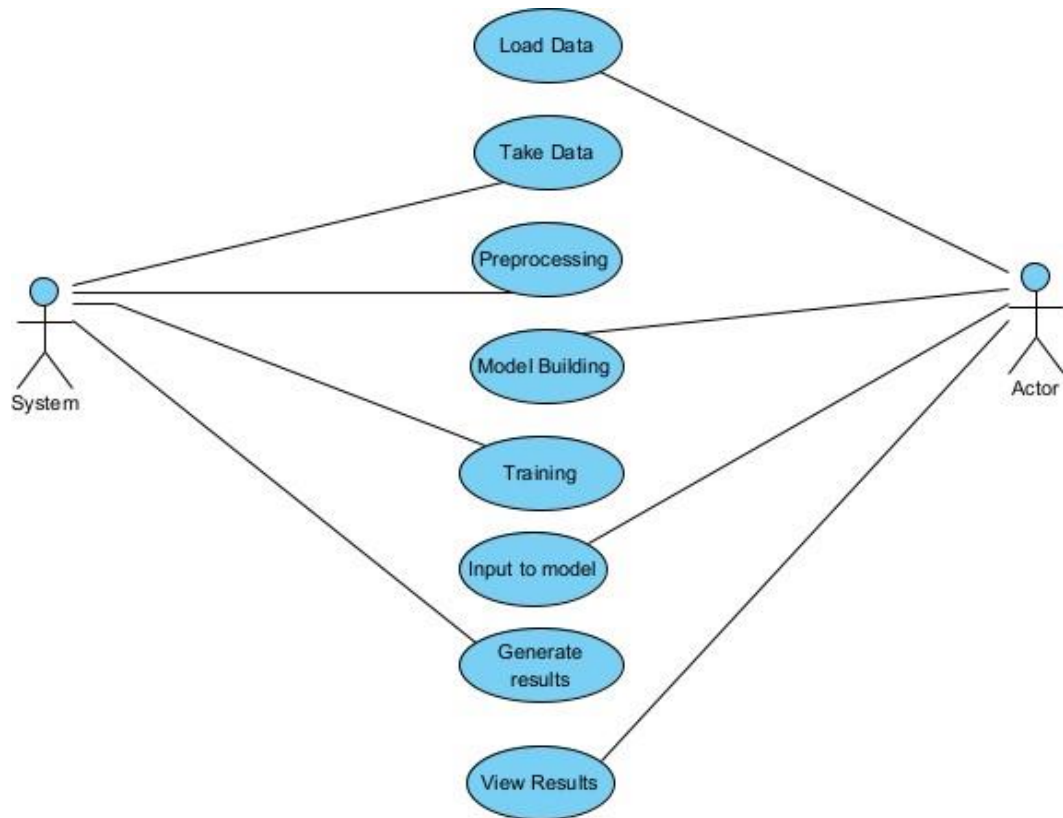 Load Data
Take Data
Preprocessing
System
Model Building
Actor
Training
Input to model
Generate
results
View Results